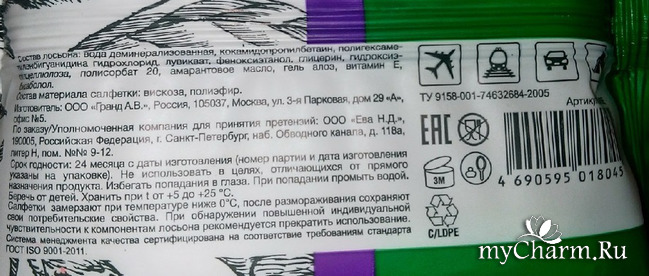 Состав лосьона: вода деминерализованная, кокамидопропилбетаин, полигексаме-
тиленбигуанидина гидрохлорид, лувикват, феноксиэтанол, глицерин, гидроксиэ-
тилцеллюлоза, полисорбат 20, амарантовое масло, гель алоэ, витамин Е,
бисаболол.
Состав материала салфетки: вискоза, полиэфир.
Изготовитель: ООО «Гранд А.В.», Россия, 105037, Москва, ул. 3-я Парковая, дом 29 «А»,
офис №5.
По заказу/Уполномоченная компания для принятия претензий: ООО «Ева Н.Д.»,
190005, Российская Федерация, г. Санкт-Петербург, наб. Обводного канала, д. 118а,
литер Н, пом. №№ 9-12.
Срок годности: 24 месяца с даты изготовления (номер партии и дата изготовления
указаны на упаковке). Не использовать в целях, отличающихся от прямого
назначения продукта. Избегать попадания в глаза. При попадании промыть водой.
Беречь от детей. Хранить при t от +5 до +25 °C.
Салфетки замерзают при температуре ниже 0°С, после размораживания сохраняют
свои потребительские свойства. При обнаружении повышенной индивидуальной
чувствительности к компонентам лосьона рекомендуется прекратить использование.
Система менеджмента качества сертифицирована на соответствие требованиям стандарта
ГОСТ ISO 9001-2011.
ТУ 9158-001-74632684-2005
EAC
3M
C/LDPE
4 690595 018045
myCharm.Ru